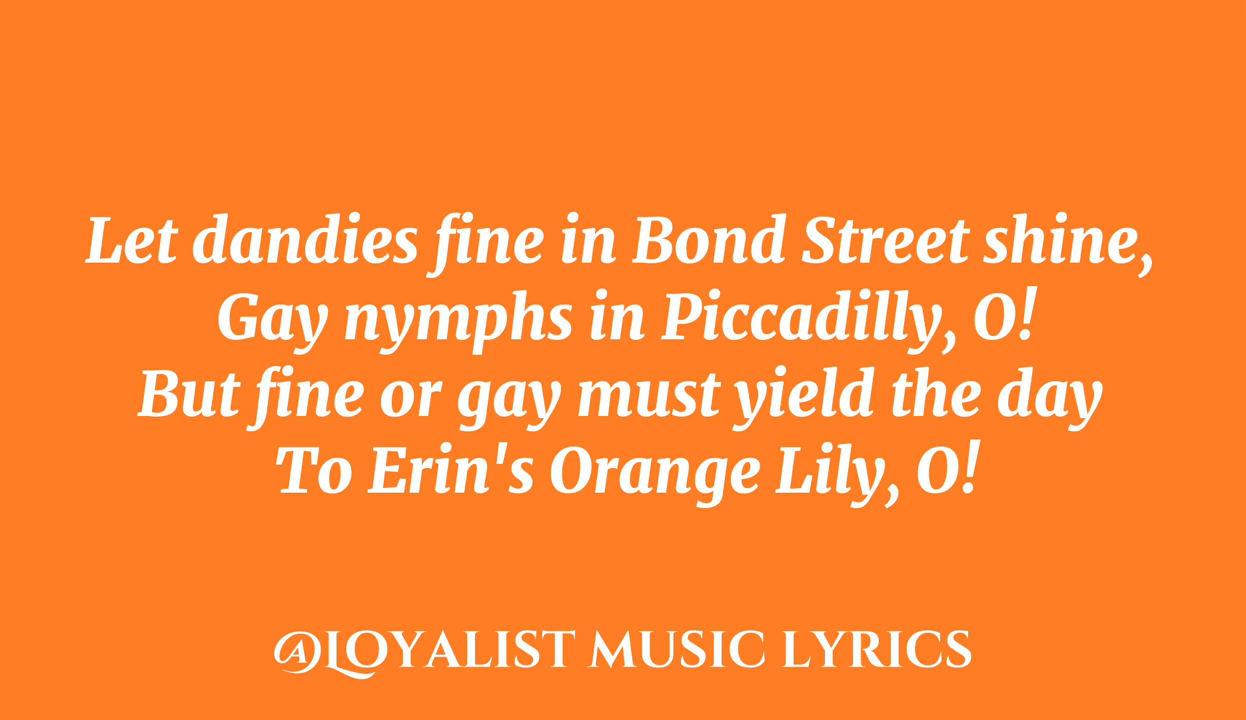 Let dandies fine in Bond Street shine,
Gay nymphs in Piccadilly, O!
But fine or gay must yield the day
To Erin's Orange Lily, O!
@LOYALIST MUSIC LYRICS